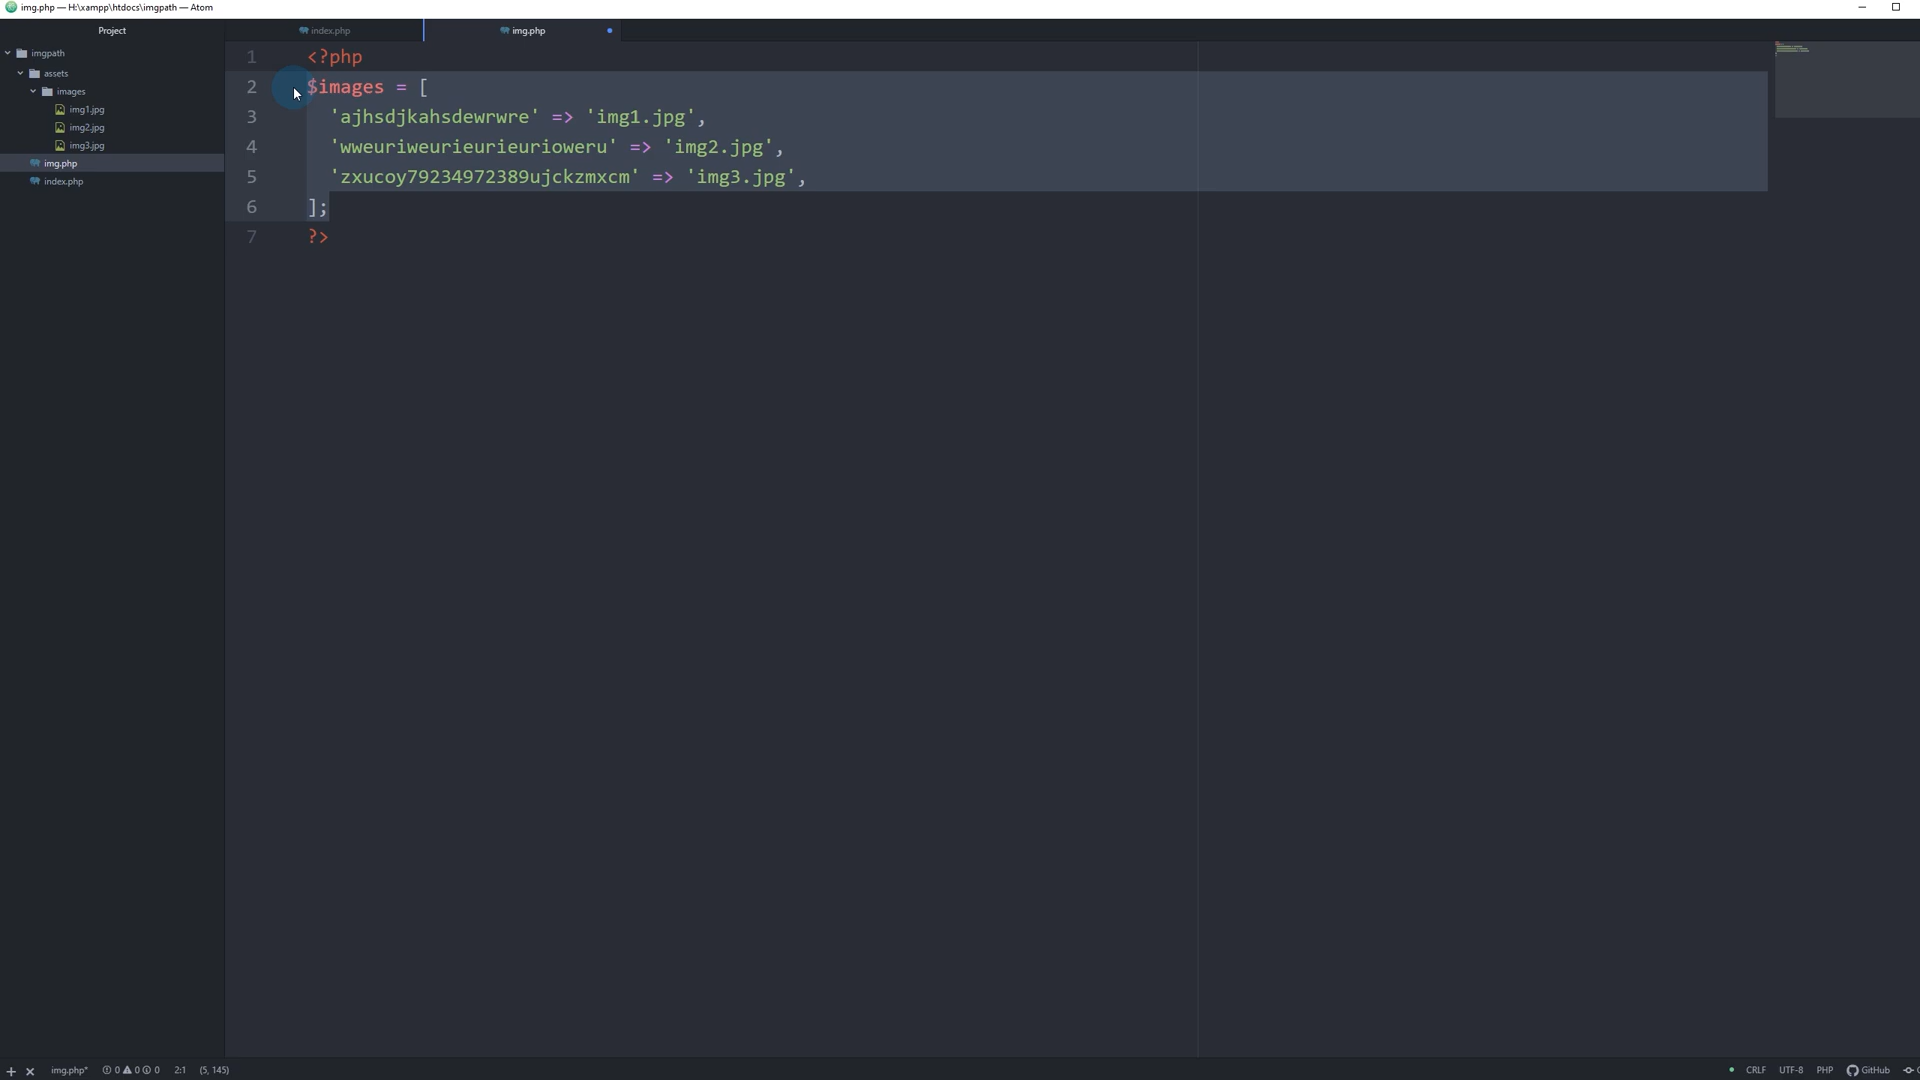 img.php — H:\xampp\htdocs\imgpath — Atom
Project
index.php
img.php
imgpath
assets
images
img1.jpg
img2.jpg
img3.jpg
img.php
index.php
1 <?php
2 $images = [
3 'ajhsdjkahsdewrwre' => 'img1.jpg',
4 'wweuriweurieurieurioweru' => 'img2.jpg',
5 'zxucoy79234972389ujckzmxcm' => 'img3.jpg',
6 ];
7 ?>
img.php* 0 0 0 2:1 (5, 145)
CRLF UTF-8 PHP GitHub